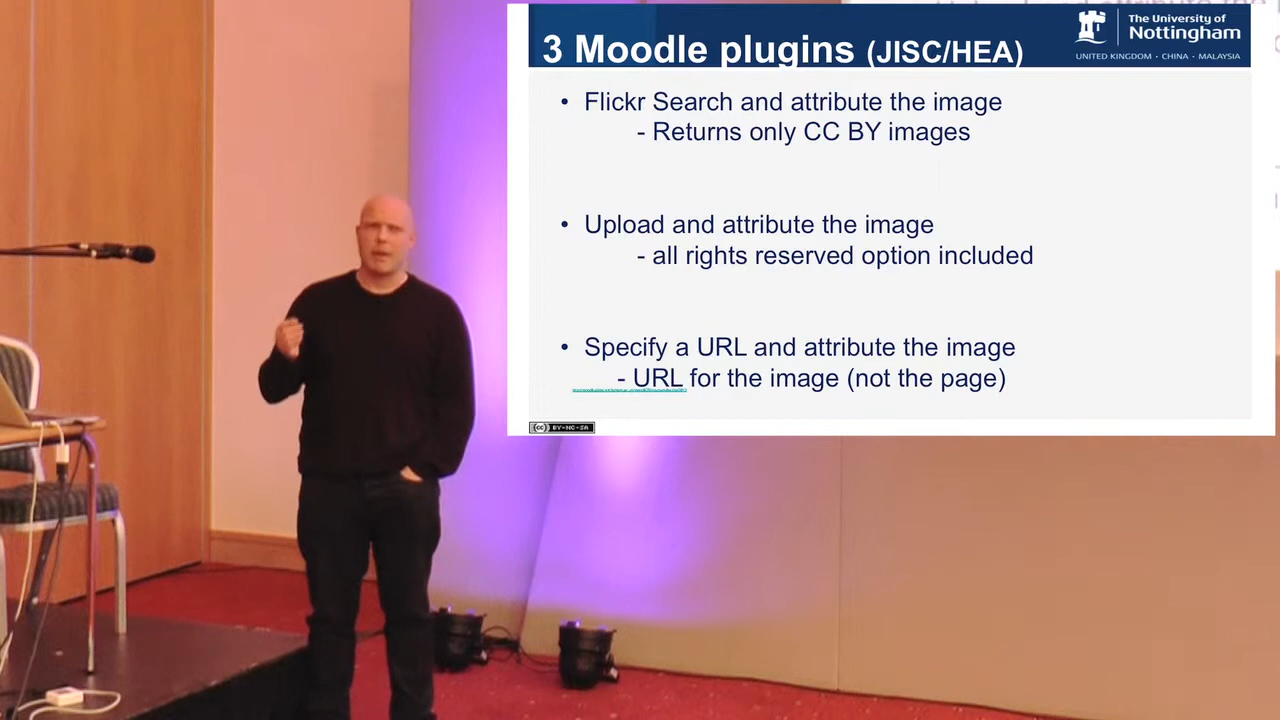 3 Moodle plugins (JISC/HEA)
The University of
Nottingham
UNITED KINGDOM · CHINA · MALAYSIA
• Flickr Search and attribute the image
- Returns only CC BY images
• Upload and attribute the image
- all rights reserved option included
• Specify a URL and attribute the image
- URL for the image (not the page)
cc BY-NC-SA